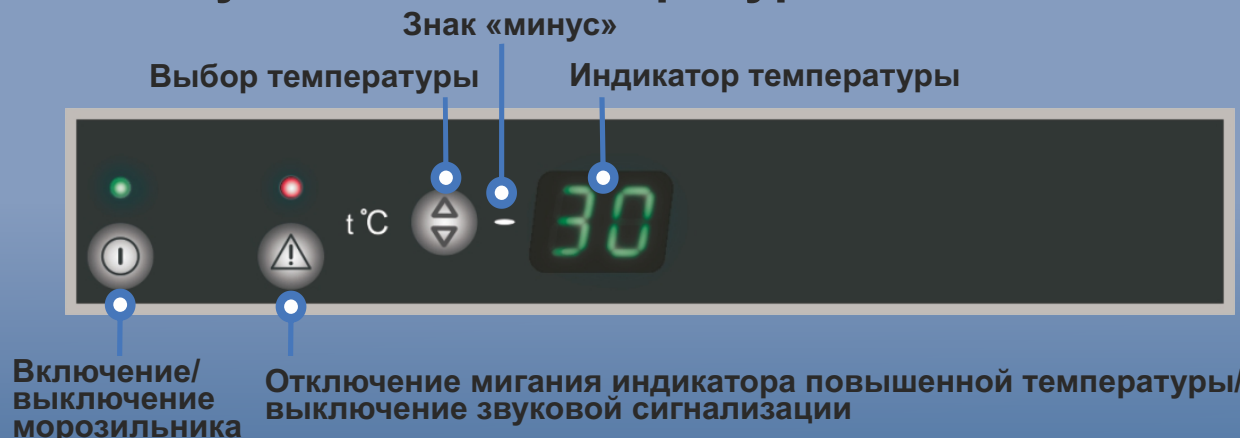 Знак «минус»
Выбор температуры
Индикатор температуры
t°C
- 30
Включение/
выключение
морозильника
Отключение мигания индикатора повышенной температуры/
выключение звуковой сигнализации